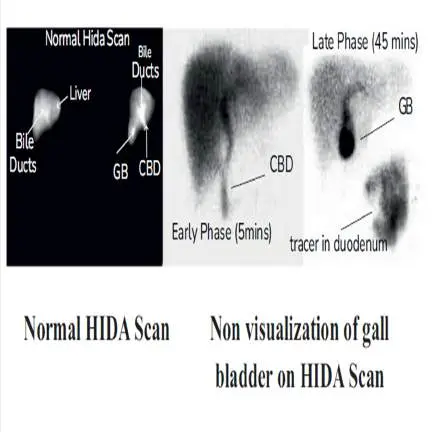 Normal Hida Scan
Bile
Ducts
Liver
Bile
Ducts
GB
CBD
CBD
Early Phase (5mins)
Late Phase (45 mins)
GB
tracer in duodenum
Normal HIDA Scan
Non visualization of gall
bladder on HIDA Scan